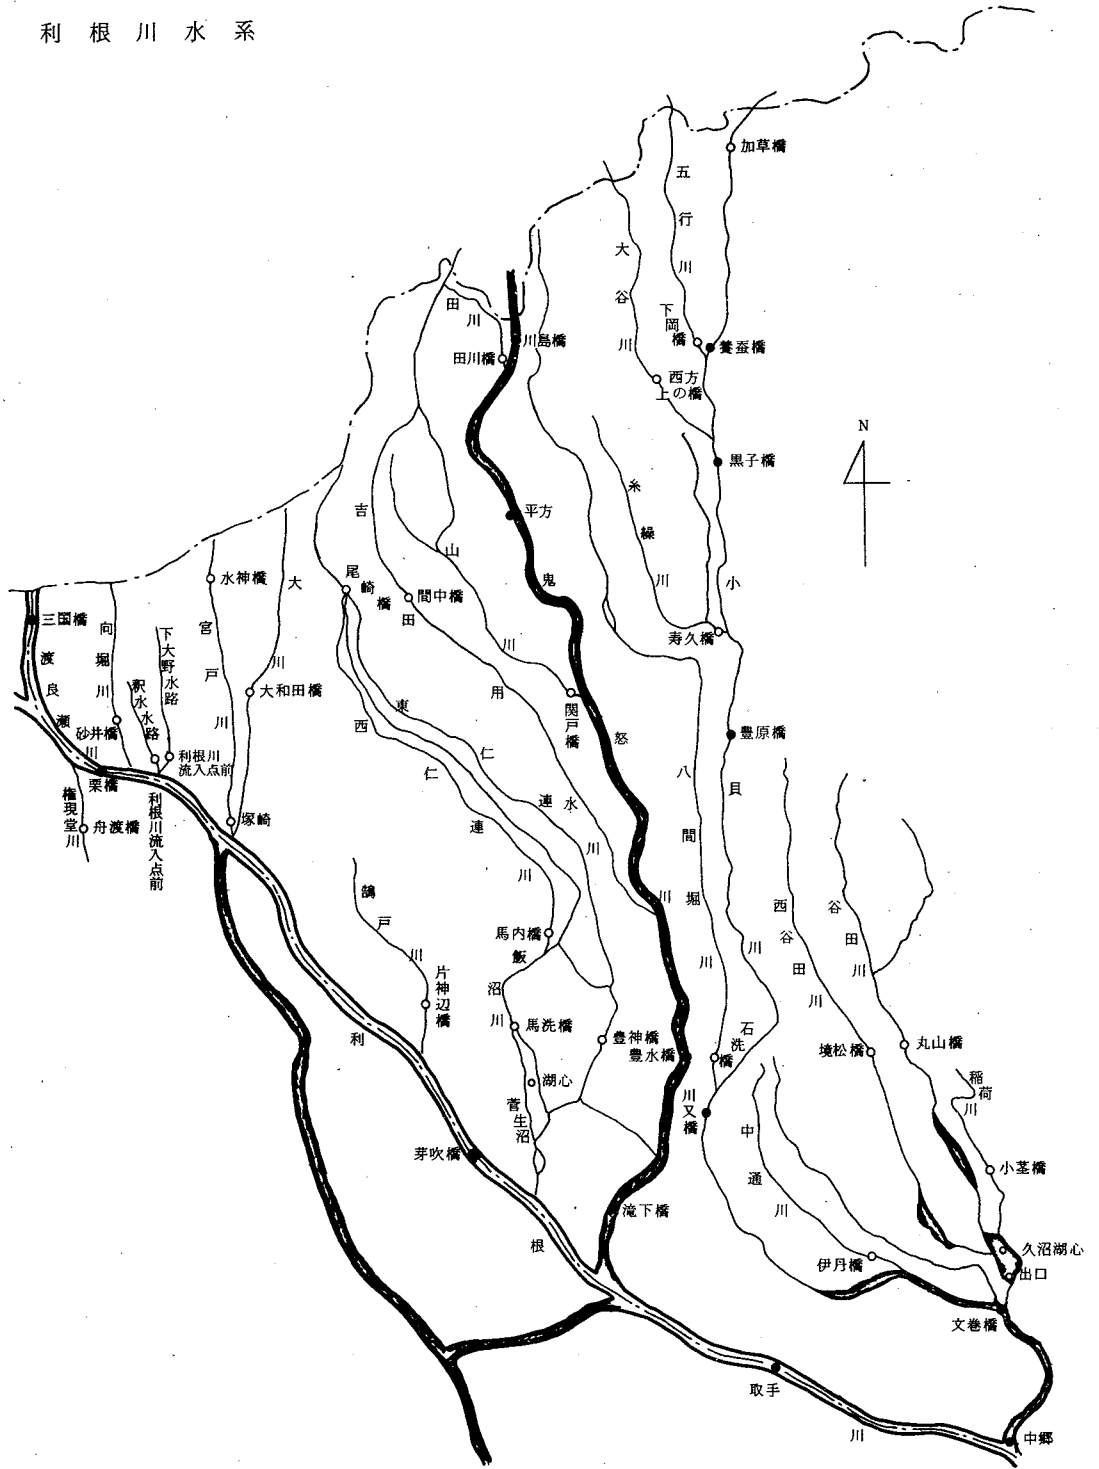 利根川水系
加草橋
五行川
大谷川
下岡橋
養蚕橋
西方
上の橋
N
黒子橋
田川
田川橋
川島橋
糸繰川
平方
吉田用水川
山川
鬼怒川
小貝川
尾崎橋
間中橋
寿久橋
水神橋
大川
宮戸川
三国橋
渡良瀬川
向堀川
下大野水路
釈水水路
大和田橋
砂井橋
利根川
流入点前
栗橋
利根川流入点前
権現堂川
舟渡橋
塚崎
東仁連川
西仁連川
関戸橋
豊原橋
八間堀川
鵠戸川
馬内橋
飯沼川
片神辺橋
馬洗橋
湖心
菅生沼
豊神橋
豊水橋
石洗橋
川又橋
西谷田川
谷田川
境松橋
丸山橋
稲荷川
小茎橋
中通川
伊丹橋
久沼湖心
出口
文巻橋
芽吹橋
滝下橋
利根川
取手
中郷